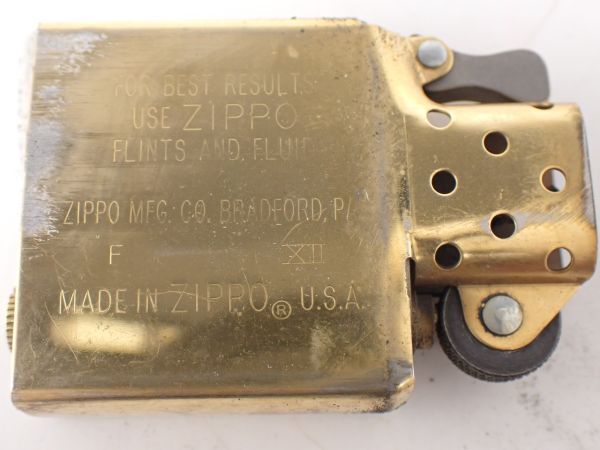 FOR BEST RESULTS
USE ZIPPO
FLINTS AND FLUID
ZIPPO MFG. CO. BRADFORD, PA
F XII
MADE IN ZIPPO® U.S.A.